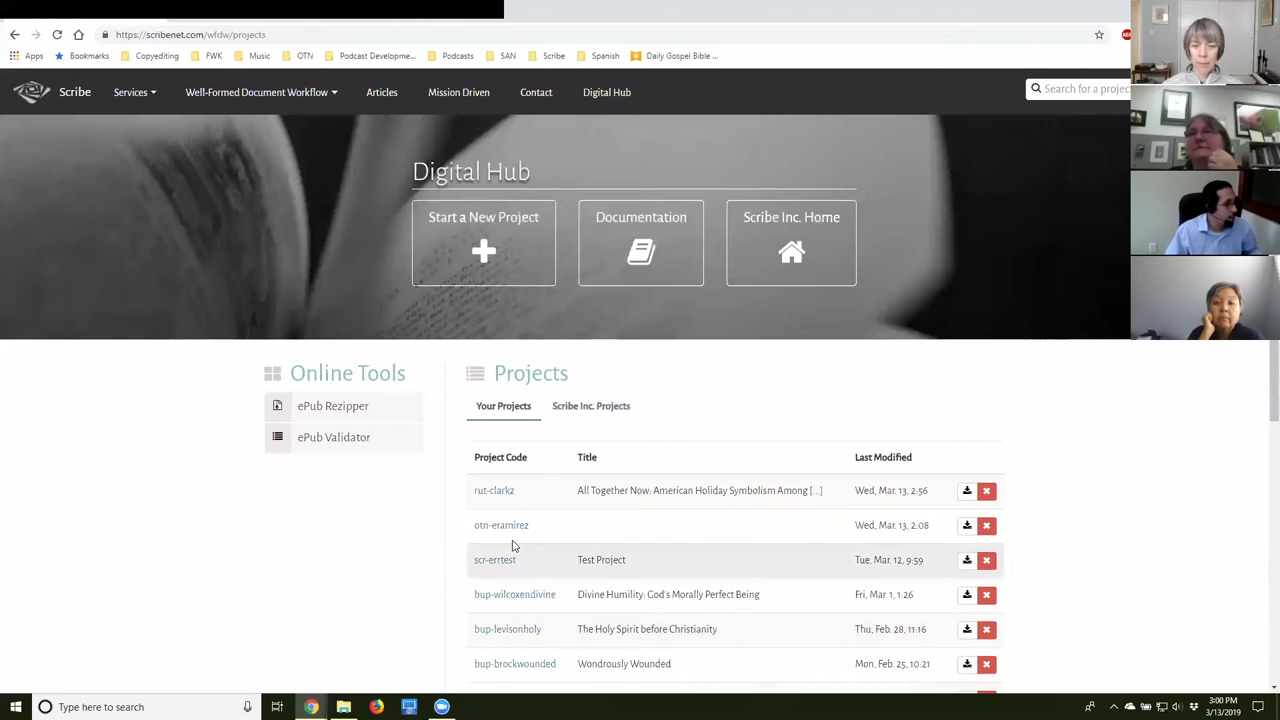 https://scribenet.com/wfdw/projects
Apps Bookmarks Copyediting FWK Music OTN Podcast Developme... Podcasts SAN Scribe Spanish Daily Gospel Bible ...
Scribe Services Well-Formed Document Workflow Articles Mission Driven Contact Digital Hub Search for a project
Digital Hub
Start a New Project Documentation Scribe Inc. Home
Online Tools
ePub Rezipper
ePub Validator
Projects
Your Projects Scribe Inc. Projects
Project Code Title Last Modified
rut-clark2 All Together Now: American Holiday Symbolism Among [...] Wed, Mar. 13, 2:56
otn-eramirez Wed, Mar. 13, 2:08
scr-errtest Test Project Tue, Mar. 12, 9:59
bup-wilcoxendivine Divine Humility: God's Morally Perfect Being Fri, Mar. 1, 1:26
bup-levisonholy The Holy Spirit before Christianity Thu, Feb. 28, 11:16
bup-brockwounded Wondrously Wounded Mon, Feb. 25, 10:21
Type here to search
3:00 PM
3/13/2019